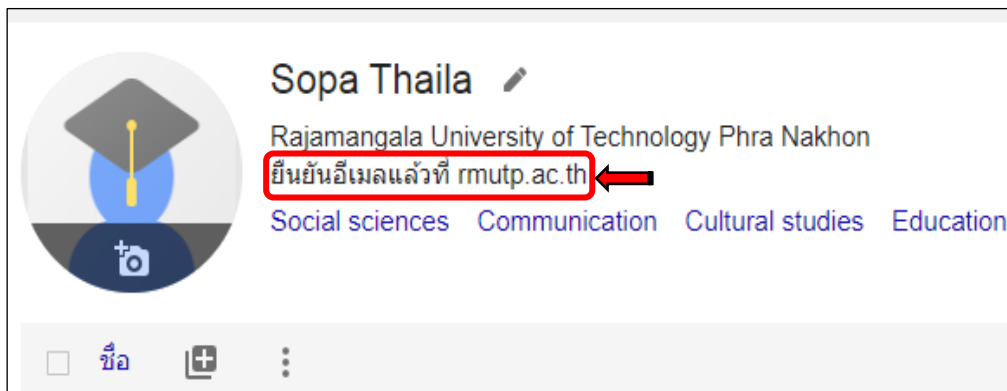 Sopa Thaila
Rajamangala University of Technology Phra Nakhon
ยืนยันอีเมลแล้วที่ rmutp.ac.th
Social sciences Communication Cultural studies Education
ชื่อ